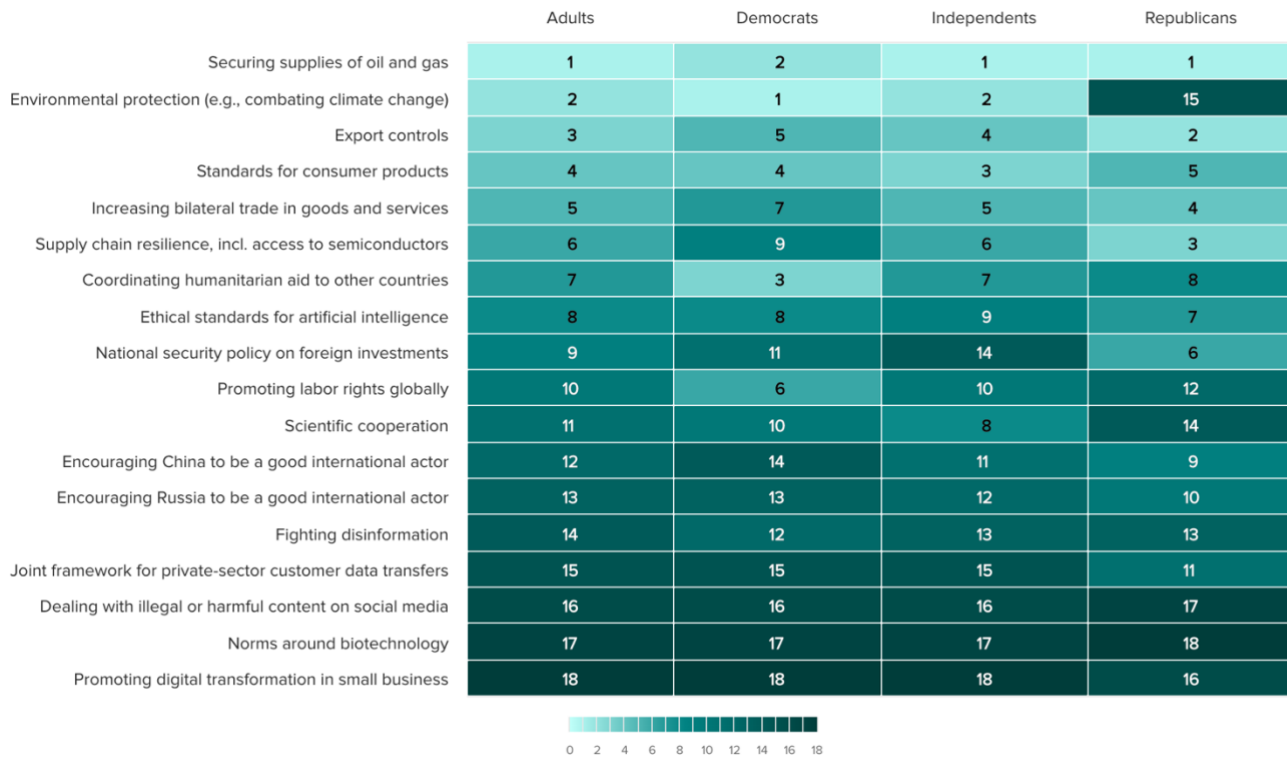 Adults Democrats Independents Republicans
Securing supplies of oil and gas 1 2 1 1
Environmental protection (e.g., combating climate change) 2 1 2 15
Export controls 3 5 4 2
Standards for consumer products 4 4 3 5
Increasing bilateral trade in goods and services 5 7 5 4
Supply chain resilience, incl. access to semiconductors 6 9 6 3
Coordinating humanitarian aid to other countries 7 3 7 8
Ethical standards for artificial intelligence 8 8 9 7
National security policy on foreign investments 9 11 14 6
Promoting labor rights globally 10 6 10 12
Scientific cooperation 11 10 8 14
Encouraging China to be a good international actor 12 14 11 9
Encouraging Russia to be a good international actor 13 13 12 10
Fighting disinformation 14 12 13 13
Joint framework for private-sector customer data transfers 15 15 15 11
Dealing with illegal or harmful content on social media 16 16 16 17
Norms around biotechnology 17 17 17 18
Promoting digital transformation in small business 18 18 18 16
0 2 4 6 8 10 12 14 16 18